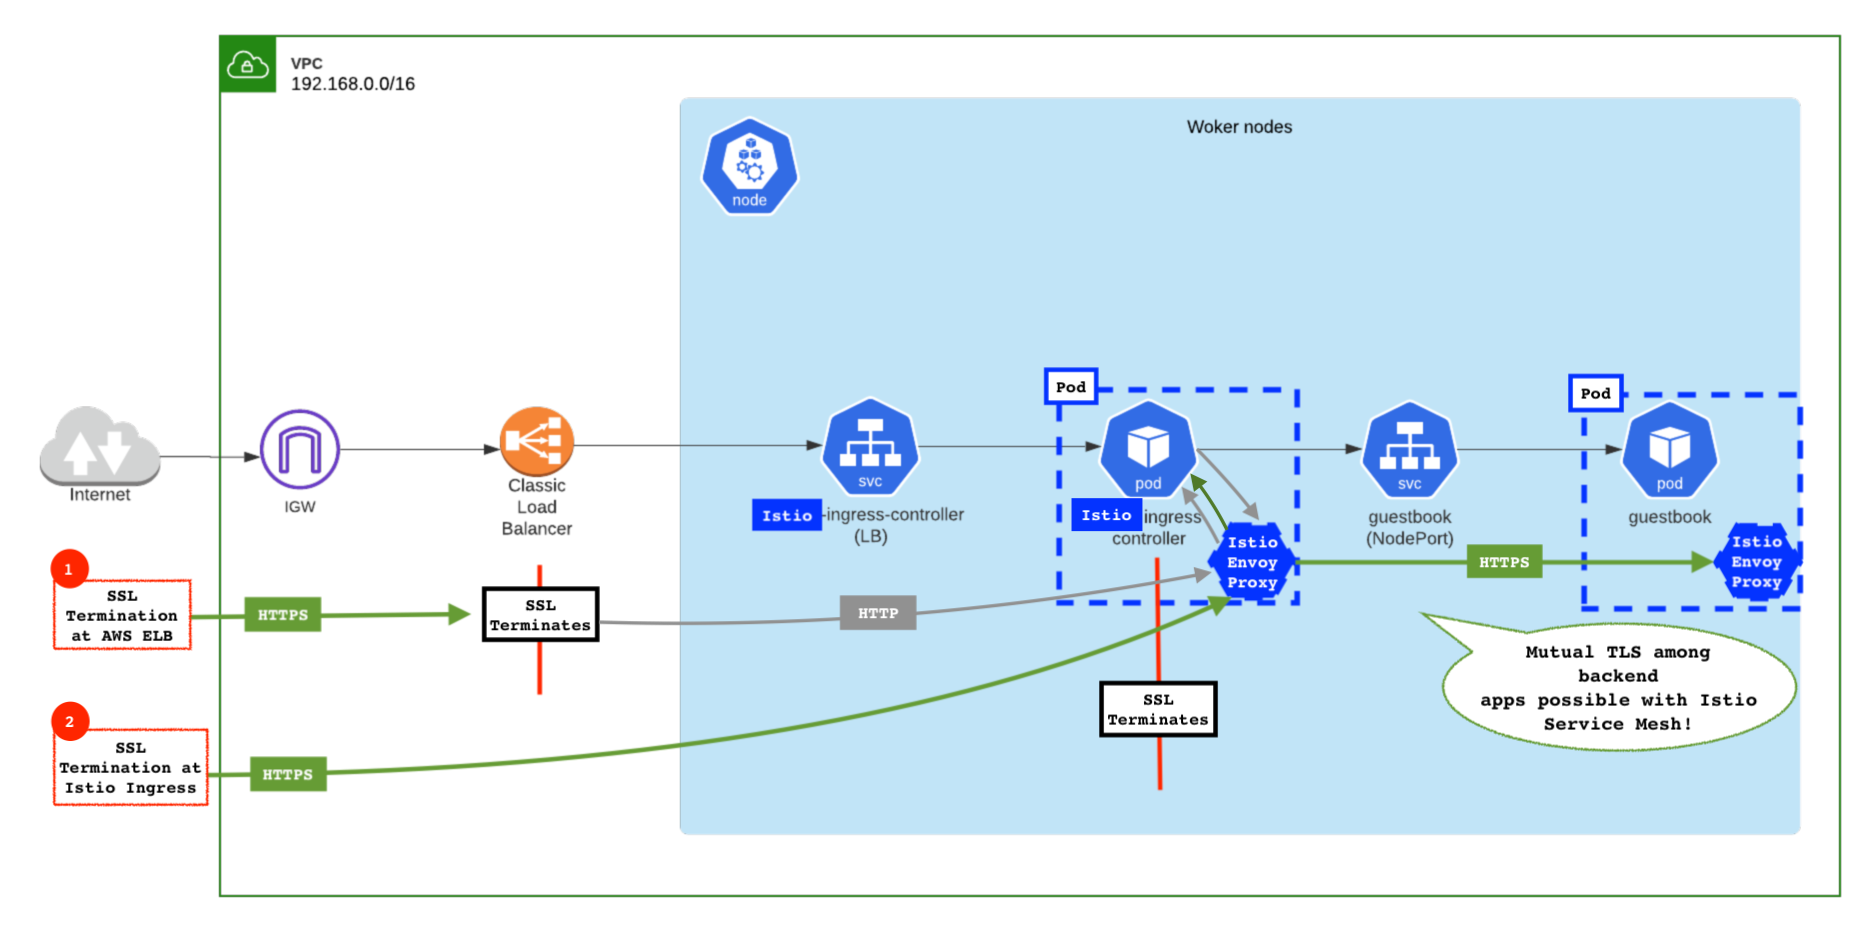 VPC
192.168.0.0/16
Woker nodes
node
Pod
Pod
Internet
IGW
Classic
Load
Balancer
svc
Istio -ingress-controller
(LB)
pod
Istio ingress
controller
svc
guestbook
(NodePort)
pod
guestbook
Istio
Envoy
Proxy
HTTPS
Istio
Envoy
Proxy
1
SSL
Termination
at AWS ELB
HTTPS
SSL
Terminates
HTTP
Mutual TLS among
backend
apps possible with Istio
Service Mesh!
SSL
Terminates
2
SSL
Termination at
Istio Ingress
HTTPS